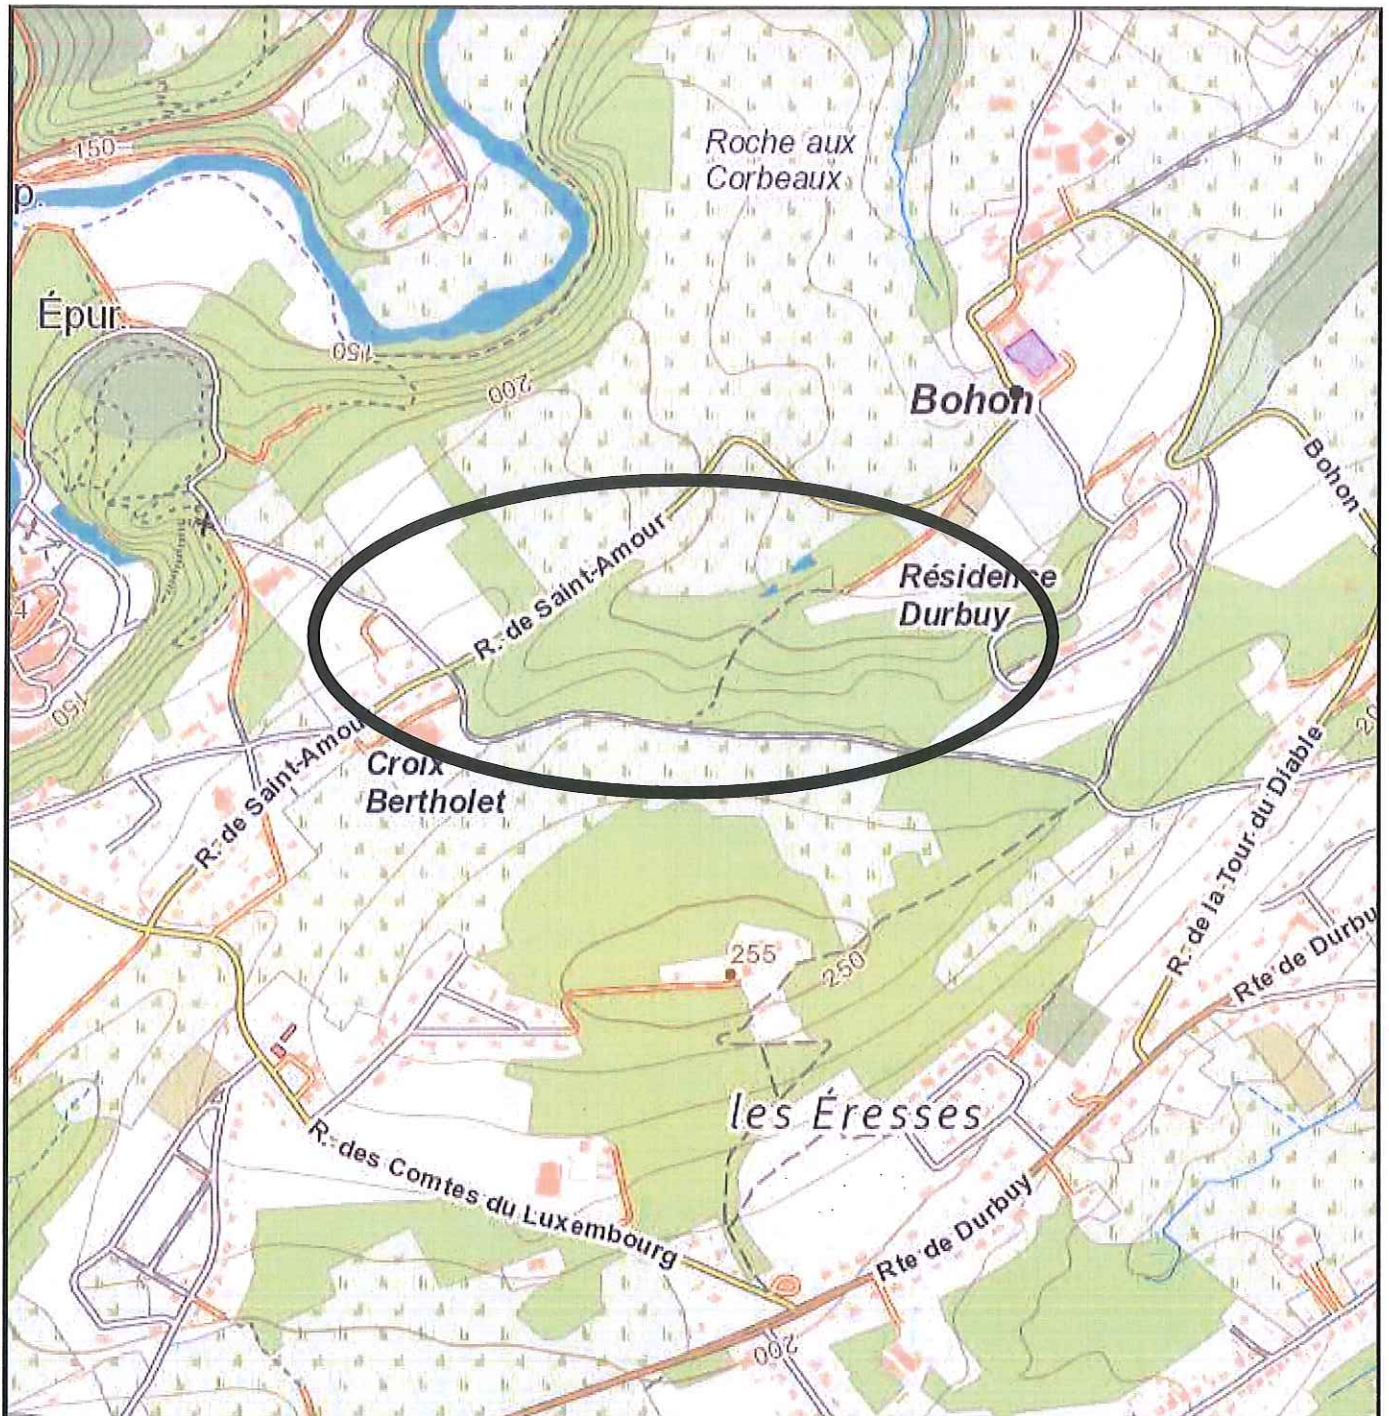 150
p.
Roche aux
Corbeaux
Épur.
150
200
Bohon
Bohon
R. de Saint-Amour
Résidence
Durbuy
4
150
R. de Saint-Amour
Croix
Bertholet
R. de la Tour du Diable
255
250
Rte de Durbu
les Éresses
R. des Comtes du Luxembourg
Rte de Durbuy
200